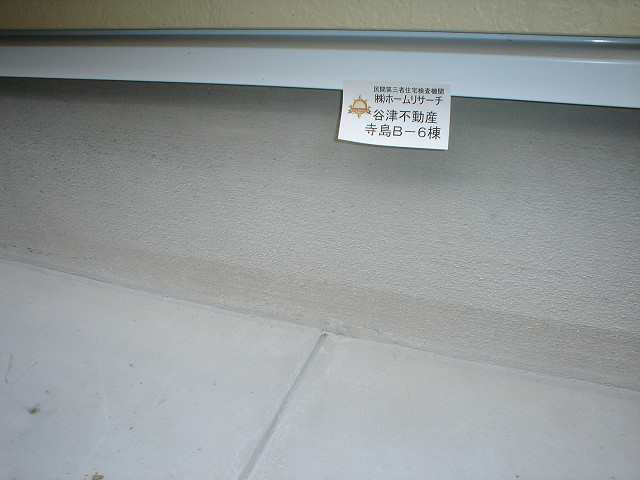 民間第三者住宅検査機関
㈱ホームリサーチ
谷津不動産
寺島B－6棟